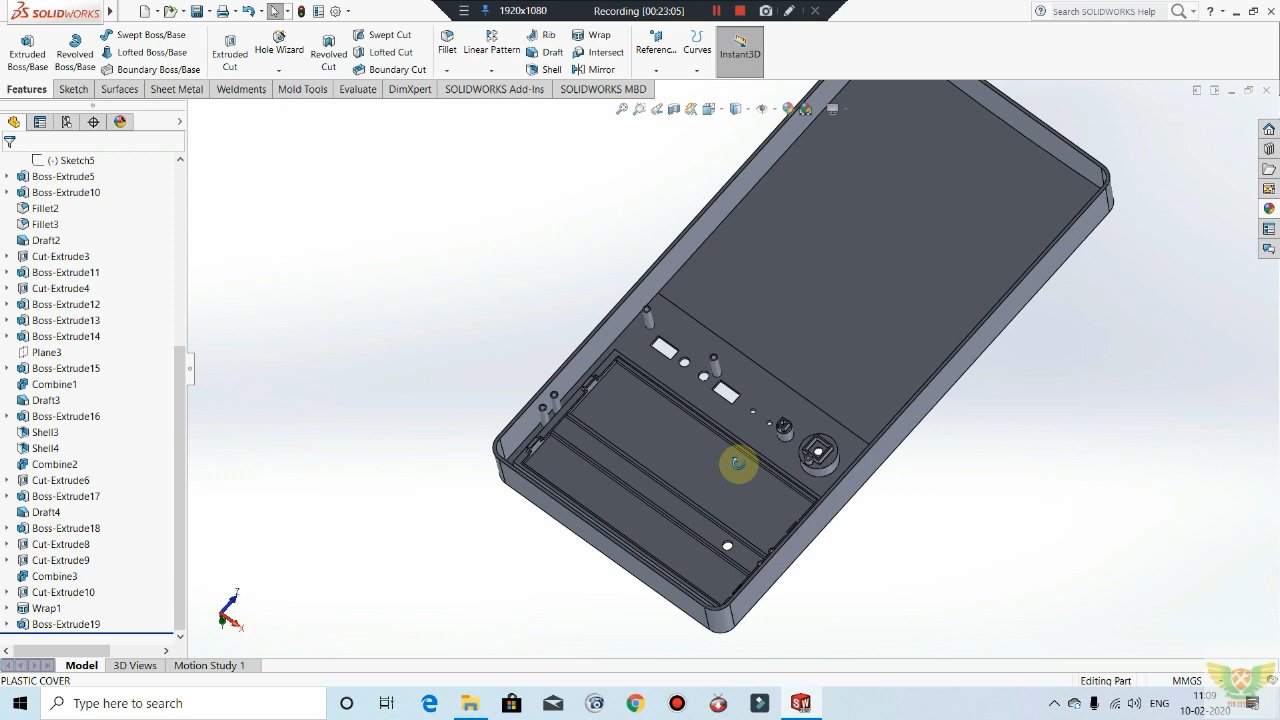 SOLIDWORKS
1920x1080
Recording [00:23:05]
Search SOLIDWORKS Help
Extruded Boss/Base
Revolved Boss/Base
Swept Boss/Base
Lofted Boss/Base
Boundary Boss/Base
Extruded Cut
Hole Wizard
Revolved Cut
Swept Cut
Lofted Cut
Boundary Cut
Fillet
Linear Pattern
Rib
Draft
Shell
Wrap
Intersect
Mirror
Referenc...
Curves
Instant3D
Features
Sketch
Surfaces
Sheet Metal
Weldments
Mold Tools
Evaluate
DimXpert
SOLIDWORKS Add-Ins
SOLIDWORKS MBD
(-) Sketch5
Boss-Extrude5
Boss-Extrude10
Fillet2
Fillet3
Draft2
Cut-Extrude3
Boss-Extrude11
Cut-Extrude4
Boss-Extrude12
Boss-Extrude13
Boss-Extrude14
Plane3
Boss-Extrude15
Combine1
Draft3
Boss-Extrude16
Shell3
Shell4
Combine2
Cut-Extrude6
Boss-Extrude17
Draft4
Boss-Extrude18
Cut-Extrude8
Cut-Extrude9
Combine3
Cut-Extrude10
Wrap1
Boss-Extrude19
Z
X
Model
3D Views
Motion Study 1
PLASTIC COVER
Editing Part
MMGS
Type here to search
ENG
11:09
10-02-2020